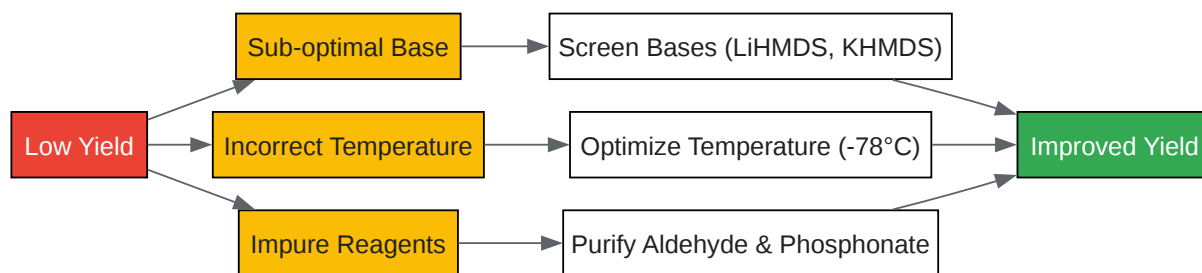 Sub-optimal Base
Screen Bases (LiHMDS, KHMDS)
Low Yield
Incorrect Temperature
Optimize Temperature (-78°C)
Improved Yield
Impure Reagents
Purify Aldehyde & Phosphonate